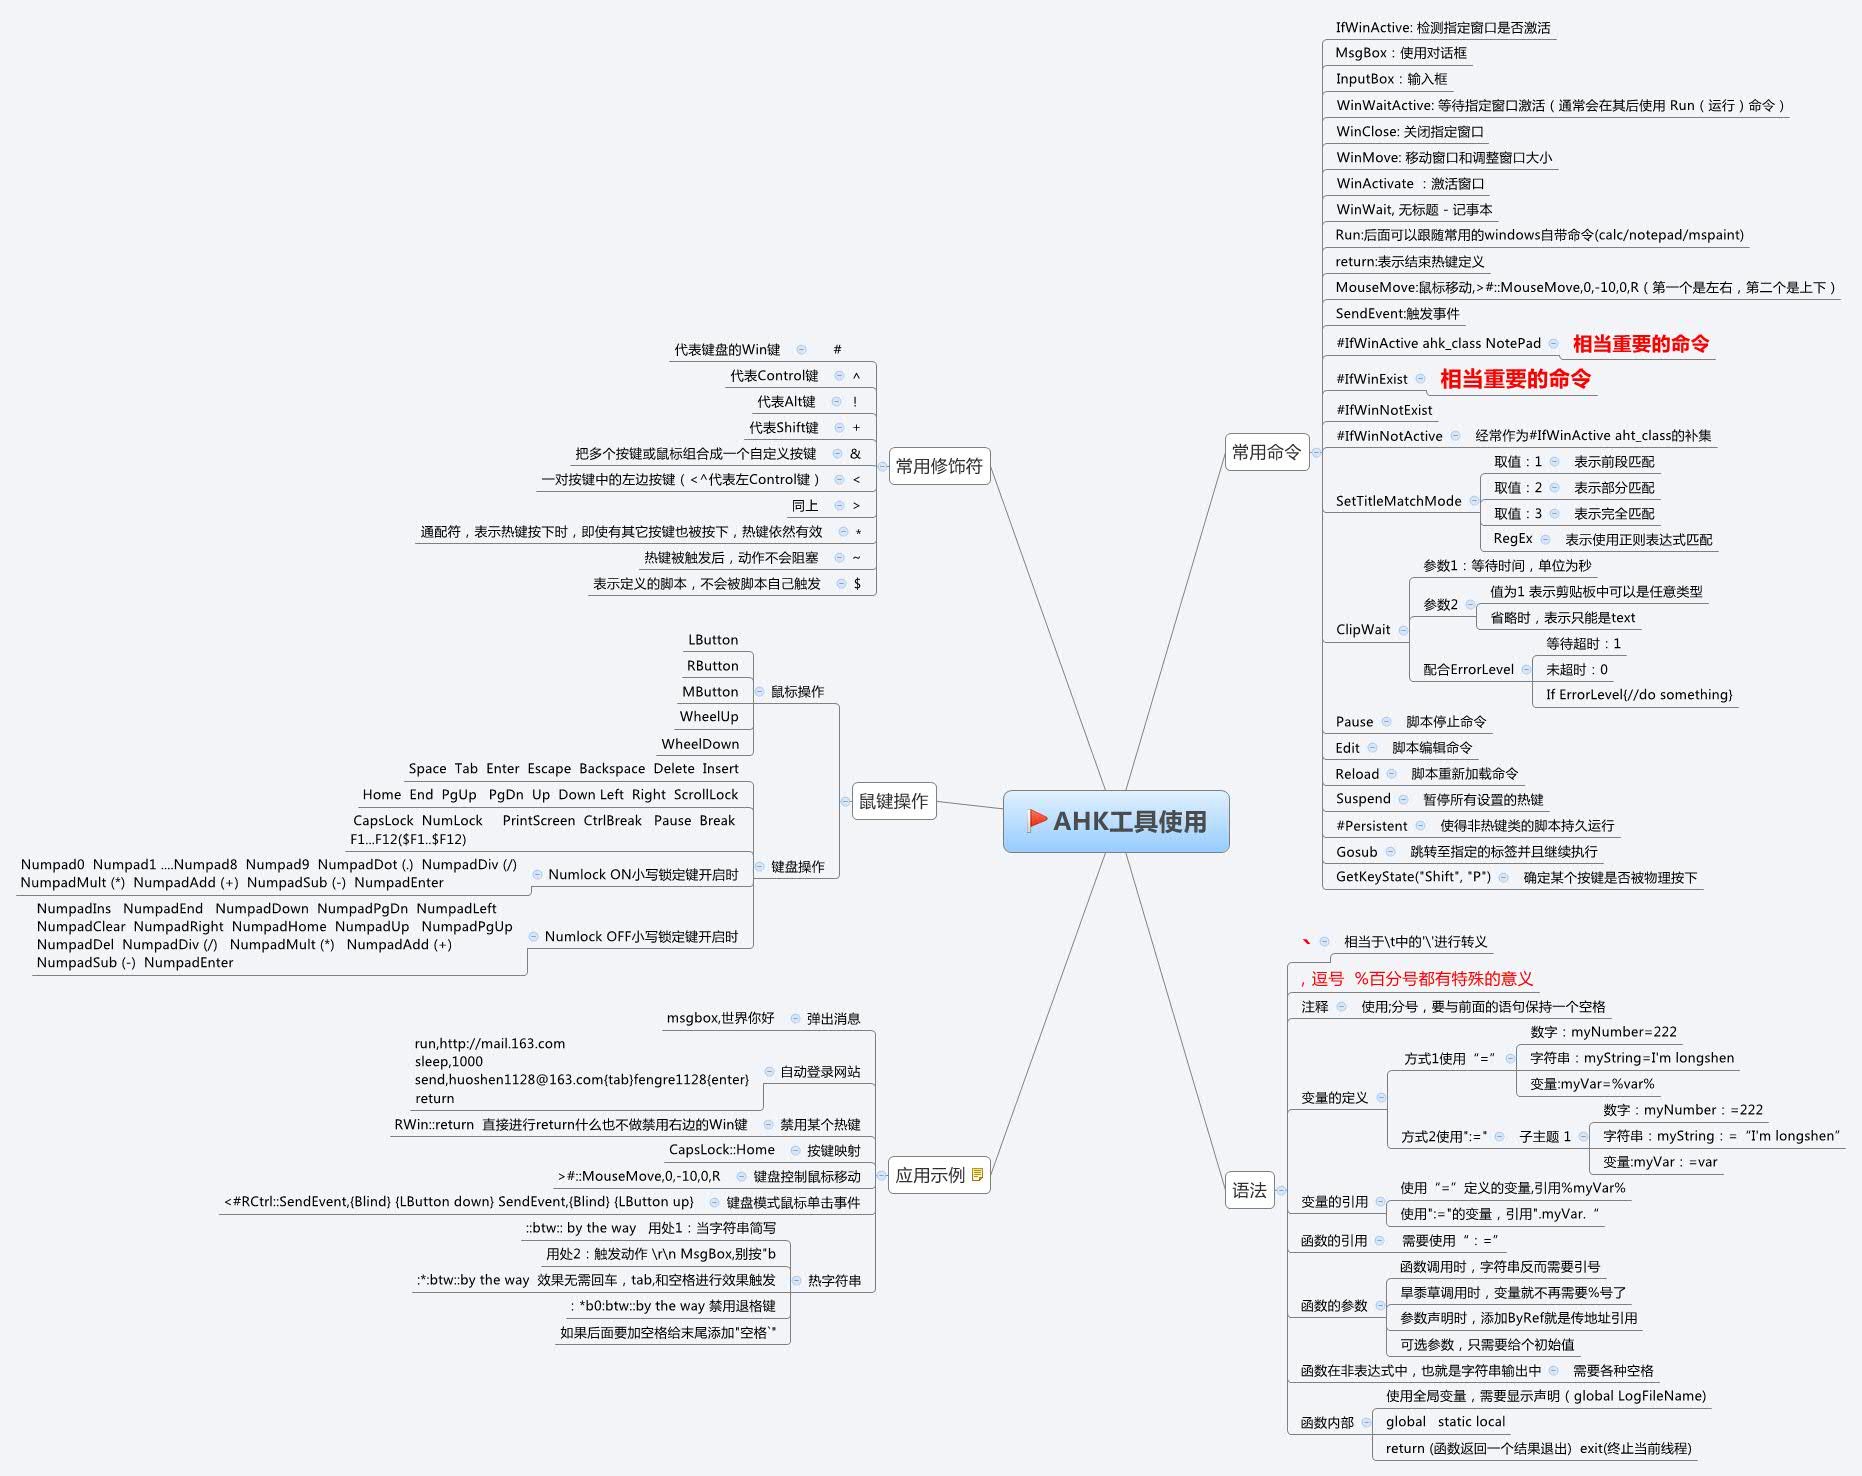 AHK工具使用
常用命令
IfWinActive: 检测指定窗口是否激活
MsgBox：使用对话框
InputBox：输入框
WinWaitActive: 等待指定窗口激活（通常会在其后使用 Run（运行）命令）
WinClose: 关闭指定窗口
WinMove: 移动窗口和调整窗口大小
WinActivate ：激活窗口
WinWait, 无标题 - 记事本
Run:后面可以跟随常用的windows自带命令(calc/notepad/mspaint)
return:表示结束热键定义
MouseMove:鼠标移动,>#::MouseMove,0,-10,0,R（第一个是左右，第二个是上下）
SendEvent:触发事件
#IfWinActive ahk_class NotePad 相当重要的命令
#IfWinExist 相当重要的命令
#IfWinNotExist
#IfWinNotActive 经常作为#IfWinActive aht_class的补集
SetTitleMatchMode
取值：1 表示前段匹配
取值：2 表示部分匹配
取值：3 表示完全匹配
RegEx 表示使用正则表达式匹配
ClipWait
参数1：等待时间，单位为秒
参数2
值为1 表示剪贴板中可以是任意类型
省略时，表示只能是text
配合ErrorLevel
等待超时：1
未超时：0
If ErrorLevel{//do something}
Pause 脚本停止命令
Edit 脚本编辑命令
Reload 脚本重新加载命令
Suspend 暂停所有设置的热键
#Persistent 使得非热键类的脚本持久运行
Gosub 跳转至指定的标签并且继续执行
GetKeyState("Shift", "P") 确定某个按键是否被物理按下
语法
` 相当于\t中的'\'进行转义
，逗号 %百分号都有特殊的意义
注释 使用;分号，要与前面的语句保持一个空格
变量的定义
方式1使用“=”
数字：myNumber=222
字符串：myString=I'm longshen
变量:myVar=%var%
方式2使用":=" 子主题 1
数字：myNumber：=222
字符串：myString：=“I'm longshen”
变量:myVar：=var
变量的引用
使用“=”定义的变量,引用%myVar%
使用":="的变量，引用".myVar.“
函数的引用 需要使用“：=”
函数的参数
函数调用时，字符串反而需要引号
旱黍草调用时，变量就不再需要%号了
参数声明时，添加ByRef就是传地址引用
可选参数，只需要给个初始值
函数在非表达式中，也就是字符串输出中 需要各种空格
函数内部
使用全局变量，需要显示声明（global LogFileName)
global static local
return (函数返回一个结果退出) exit(终止当前线程)
常用修饰符
代表键盘的Win键 #
代表Control键 ^
代表Alt键 !
代表Shift键 +
把多个按键或鼠标组合成一个自定义按键 &
一对按键中的左边按键（<^代表左Control键） <
同上 >
通配符，表示热键按下时，即使有其它按键也被按下，热键依然有效 *
热键被触发后，动作不会阻塞 ~
表示定义的脚本，不会被脚本自己触发 $
鼠键操作
鼠标操作
LButton
RButton
MButton
WheelUp
WheelDown
键盘操作
Space Tab Enter Escape Backspace Delete Insert
Home End PgUp PgDn Up Down Left Right ScrollLock
CapsLock NumLock PrintScreen CtrlBreak Pause Break
F1...F12($F1..$F12)
Numlock ON小写锁定键开启时
Numpad0 Numpad1 ....Numpad8 Numpad9 NumpadDot (.) NumpadDiv (/)
NumpadMult (*) NumpadAdd (+) NumpadSub (-) NumpadEnter
Numlock OFF小写锁定键开启时
NumpadIns NumpadEnd NumpadDown NumpadPgDn NumpadLeft
NumpadClear NumpadRight NumpadHome NumpadUp NumpadPgUp
NumpadDel NumpadDiv (/) NumpadMult (*) NumpadAdd (+)
NumpadSub (-) NumpadEnter
应用示例
msgbox,世界你好 弹出消息
自动登录网站
run,http://mail.163.com
sleep,1000
send,huoshen1128@163.com{tab}fengre1128{enter}
return
RWin::return 直接进行return什么也不做禁用右边的Win键 禁用某个热键
CapsLock::Home 按键映射
>#::MouseMove,0,-10,0,R 键盘控制鼠标移动
<#RCtrl::SendEvent,{Blind} {LButton down} SendEvent,{Blind} {LButton up} 键盘模式鼠标单击事件
热字符串
::btw:: by the way 用处1：当字符串简写
用处2：触发动作 \r\n MsgBox,别按"b
:*:btw::by the way 效果无需回车，tab,和空格进行效果触发
：*b0:btw::by the way 禁用退格键
如果后面要加空格给末尾添加"空格`"